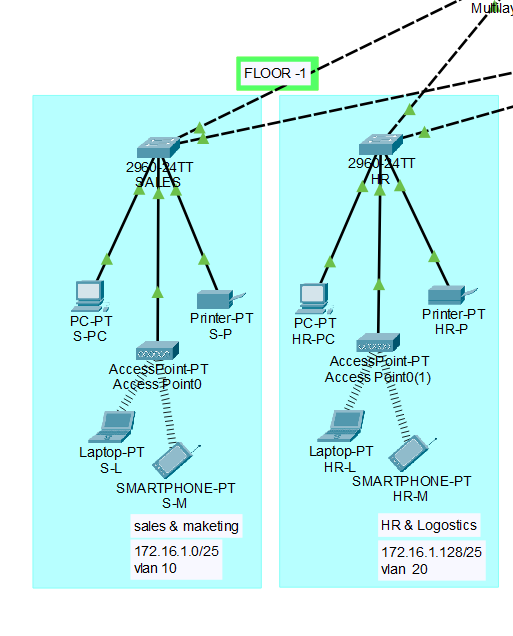 Multilay
FLOOR -1
2960-24TT
SALES
2960-24TT
HR
PC-PT
S-PC
Printer-PT
S-P
PC-PT
HR-PC
Printer-PT
HR-P
AccessPoint-PT
Access Point0
AccessPoint-PT
Access Point0(1)
Laptop-PT
S-L
SMARTPHONE-PT
S-M
Laptop-PT
HR-L
SMARTPHONE-PT
HR-M
sales & maketing
172.16.1.0/25
vlan 10
HR & Logostics
172.16.1.128/25
vlan 20